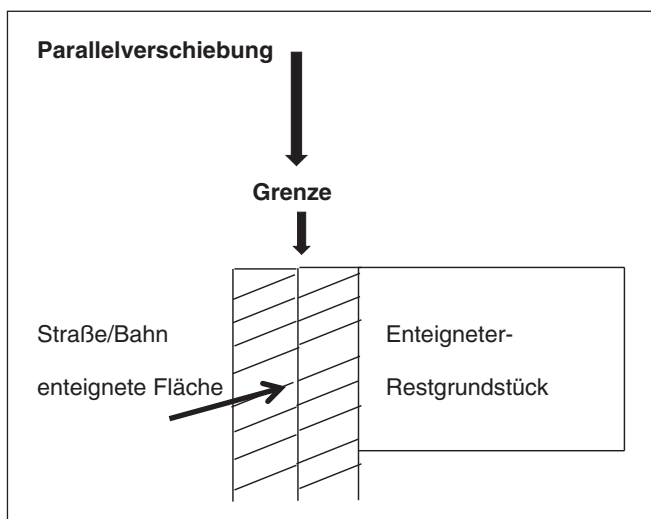 Parallelverschiebung
Grenze
Straße/Bahn
enteignete Fläche
Enteigneter-
Restgrundstück